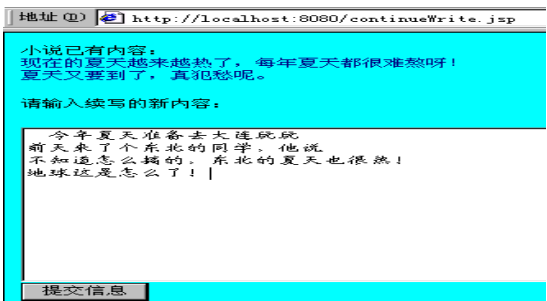 地址(D) http://localhost:8080/continueWrite.jsp
小说已有内容：
现在的夏天越来越热了，每年夏天都很难熬呀！
夏天又要到了，真犯愁呢。
请输入续写的新内容：
今年夏天准备去大连玩玩
前天来了个东北的同学，他说
不知道怎么搞的，东北的夏天也很热！
地球这是怎么了！
提交信息